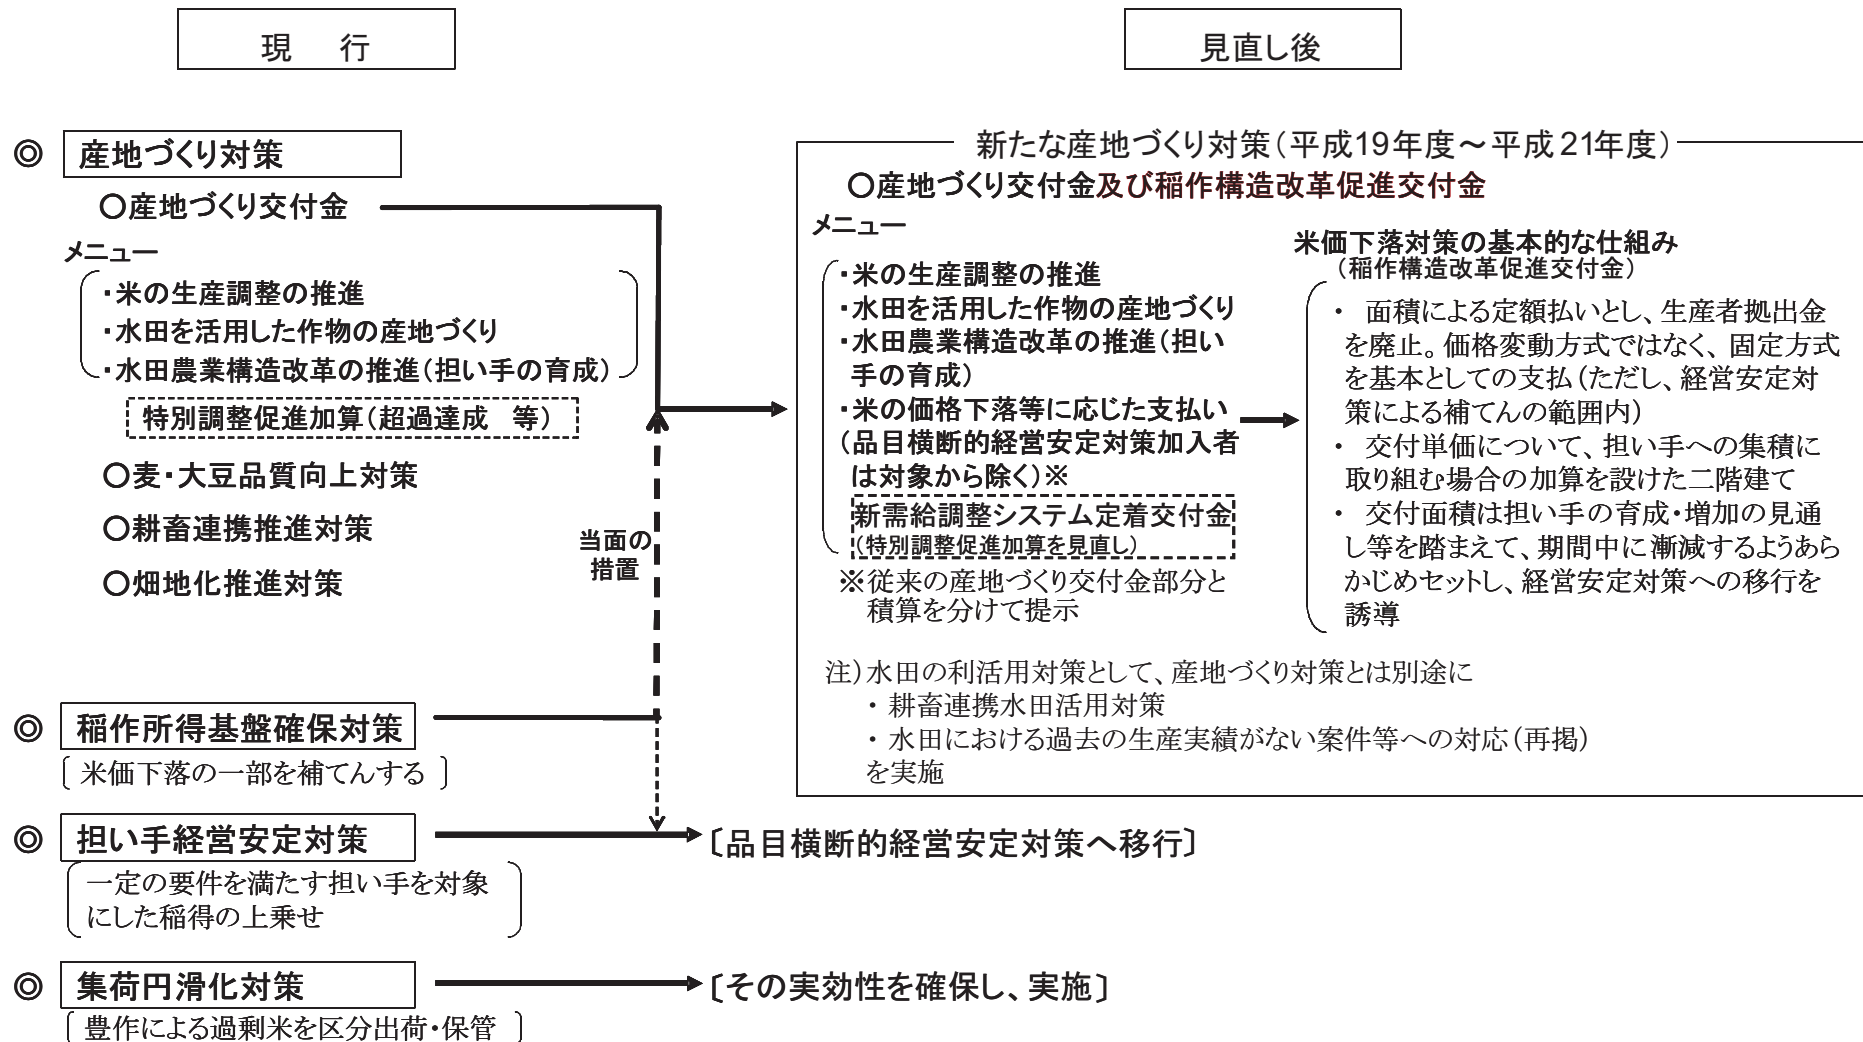 現　行
見直し後
◎ 産地づくり対策
○産地づくり交付金
メニュー
・米の生産調整の推進
・水田を活用した作物の産地づくり
・水田農業構造改革の推進(担い手の育成)
特別調整促進加算(超過達成　等)
○麦・大豆品質向上対策
○耕畜連携推進対策
○畑地化推進対策
当面の
措置
◎ 稲作所得基盤確保対策
〔 米価下落の一部を補てんする 〕
◎ 担い手経営安定対策
一定の要件を満たす担い手を対象
にした稲得の上乗せ
◎ 集荷円滑化対策
〔 豊作による過剰米を区分出荷・保管 〕
新たな産地づくり対策(平成19年度～平成21年度)
○産地づくり交付金及び稲作構造改革促進交付金
メニュー
・米の生産調整の推進
・水田を活用した作物の産地づくり
・水田農業構造改革の推進(担い
手の育成)
・米の価格下落等に応じた支払い
(品目横断的経営安定対策加入者
は対象から除く)※
新需給調整システム定着交付金
(特別調整促進加算を見直し)
※従来の産地づくり交付金部分と
積算を分けて提示
米価下落対策の基本的な仕組み
(稲作構造改革促進交付金)
・ 面積による定額払いとし、生産者拠出金
を廃止。価格変動方式ではなく、固定方式
を基本としての支払(ただし、経営安定対
策による補てんの範囲内)
・ 交付単価について、担い手への集積に
取り組む場合の加算を設けた二階建て
・ 交付面積は担い手の育成・増加の見通
し等を踏まえて、期間中に漸減するようあら
かじめセットし、経営安定対策への移行を
誘導
注)水田の利活用対策として、産地づくり対策とは別途に
・ 耕畜連携水田活用対策
・ 水田における過去の生産実績がない案件等への対応(再掲)
を実施
〔品目横断的経営安定対策へ移行〕
〔その実効性を確保し、実施〕